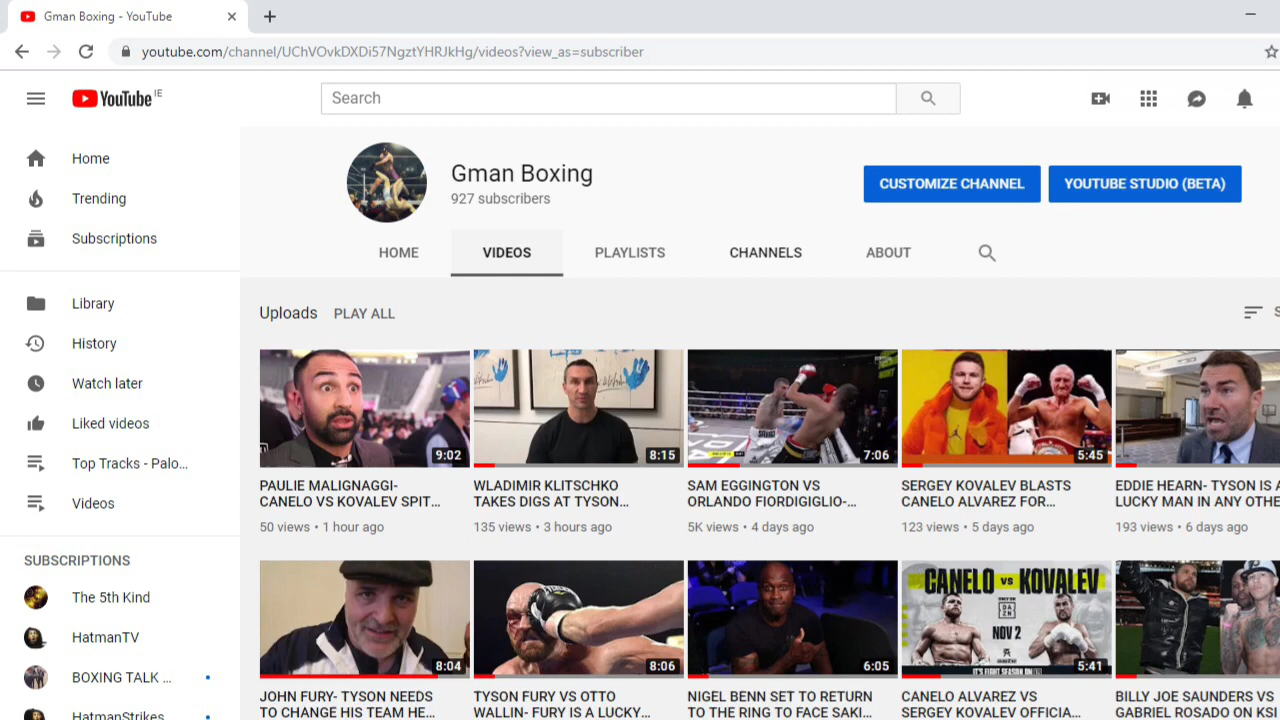 Gman Boxing - YouTube
youtube.com/channel/UChVOvkDXDi57NgztYHRJkHg/videos?view_as=subscriber
YouTube IE
Search
Home
Trending
Subscriptions
Library
History
Watch later
Liked videos
Top Tracks - Palo...
Videos
SUBSCRIPTIONS
The 5th Kind
HatmanTV
BOXING TALK ...
HatmanStrikes
Gman Boxing
927 subscribers
CUSTOMIZE CHANNEL
YOUTUBE STUDIO (BETA)
HOME VIDEOS PLAYLISTS CHANNELS ABOUT
Uploads PLAY ALL
9:02
PAULIE MALIGNAGGI-
CANELO VS KOVALEV SPIT...
50 views • 1 hour ago
8:15
WLADIMIR KLITSCHKO
TAKES DIGS AT TYSON...
135 views • 3 hours ago
7:06
SAM EGGINGTON VS
ORLANDO FIORDIGIGLIO-...
5K views • 4 days ago
5:45
SERGEY KOVALEV BLASTS
CANELO ALVAREZ FOR...
123 views • 5 days ago
EDDIE HEARN- TYSON IS A
LUCKY MAN IN ANY OTHE
193 views • 6 days ago
8:04
JOHN FURY- TYSON NEEDS
TO CHANGE HIS TEAM HE...
8:06
TYSON FURY VS OTTO
WALLIN- FURY IS A LUCKY...
6:05
NIGEL BENN SET TO RETURN
TO THE RING TO FACE SAKI...
CANELO VS KOVALEV
DAZN
NOV 2
5:41
CANELO ALVAREZ VS
SERGEY KOVALEV OFFICIA...
BILLY JOE SAUNDERS VS
GABRIEL ROSADO ON KSI